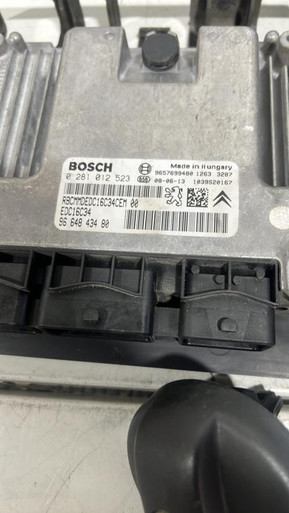 BOSCH Made in Hungary
0 281 012 523 9657699480 1263 3287
08-06-13 1039S20167
RBCMMDEDC16C34CEM 00
EDC16C34
96 648 434 80